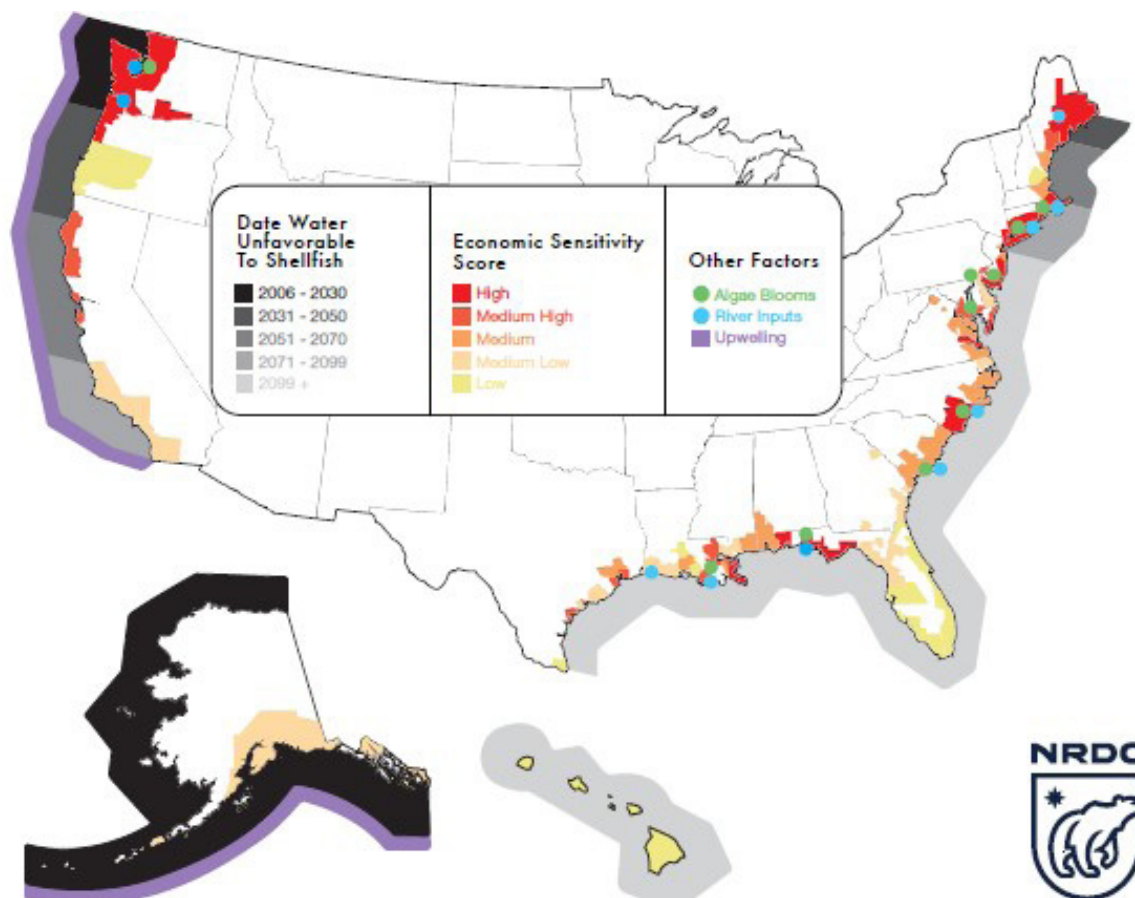 Date Water
Unfavorable
To Shellfish
2006 - 2030
2031 - 2050
2051 - 2070
2071 - 2099
2099 +
Economic Sensitivity
Score
High
Medium High
Medium
Medium Low
Low
Other Factors
Algae Blooms
River Inputs
Upwelling
NRDC